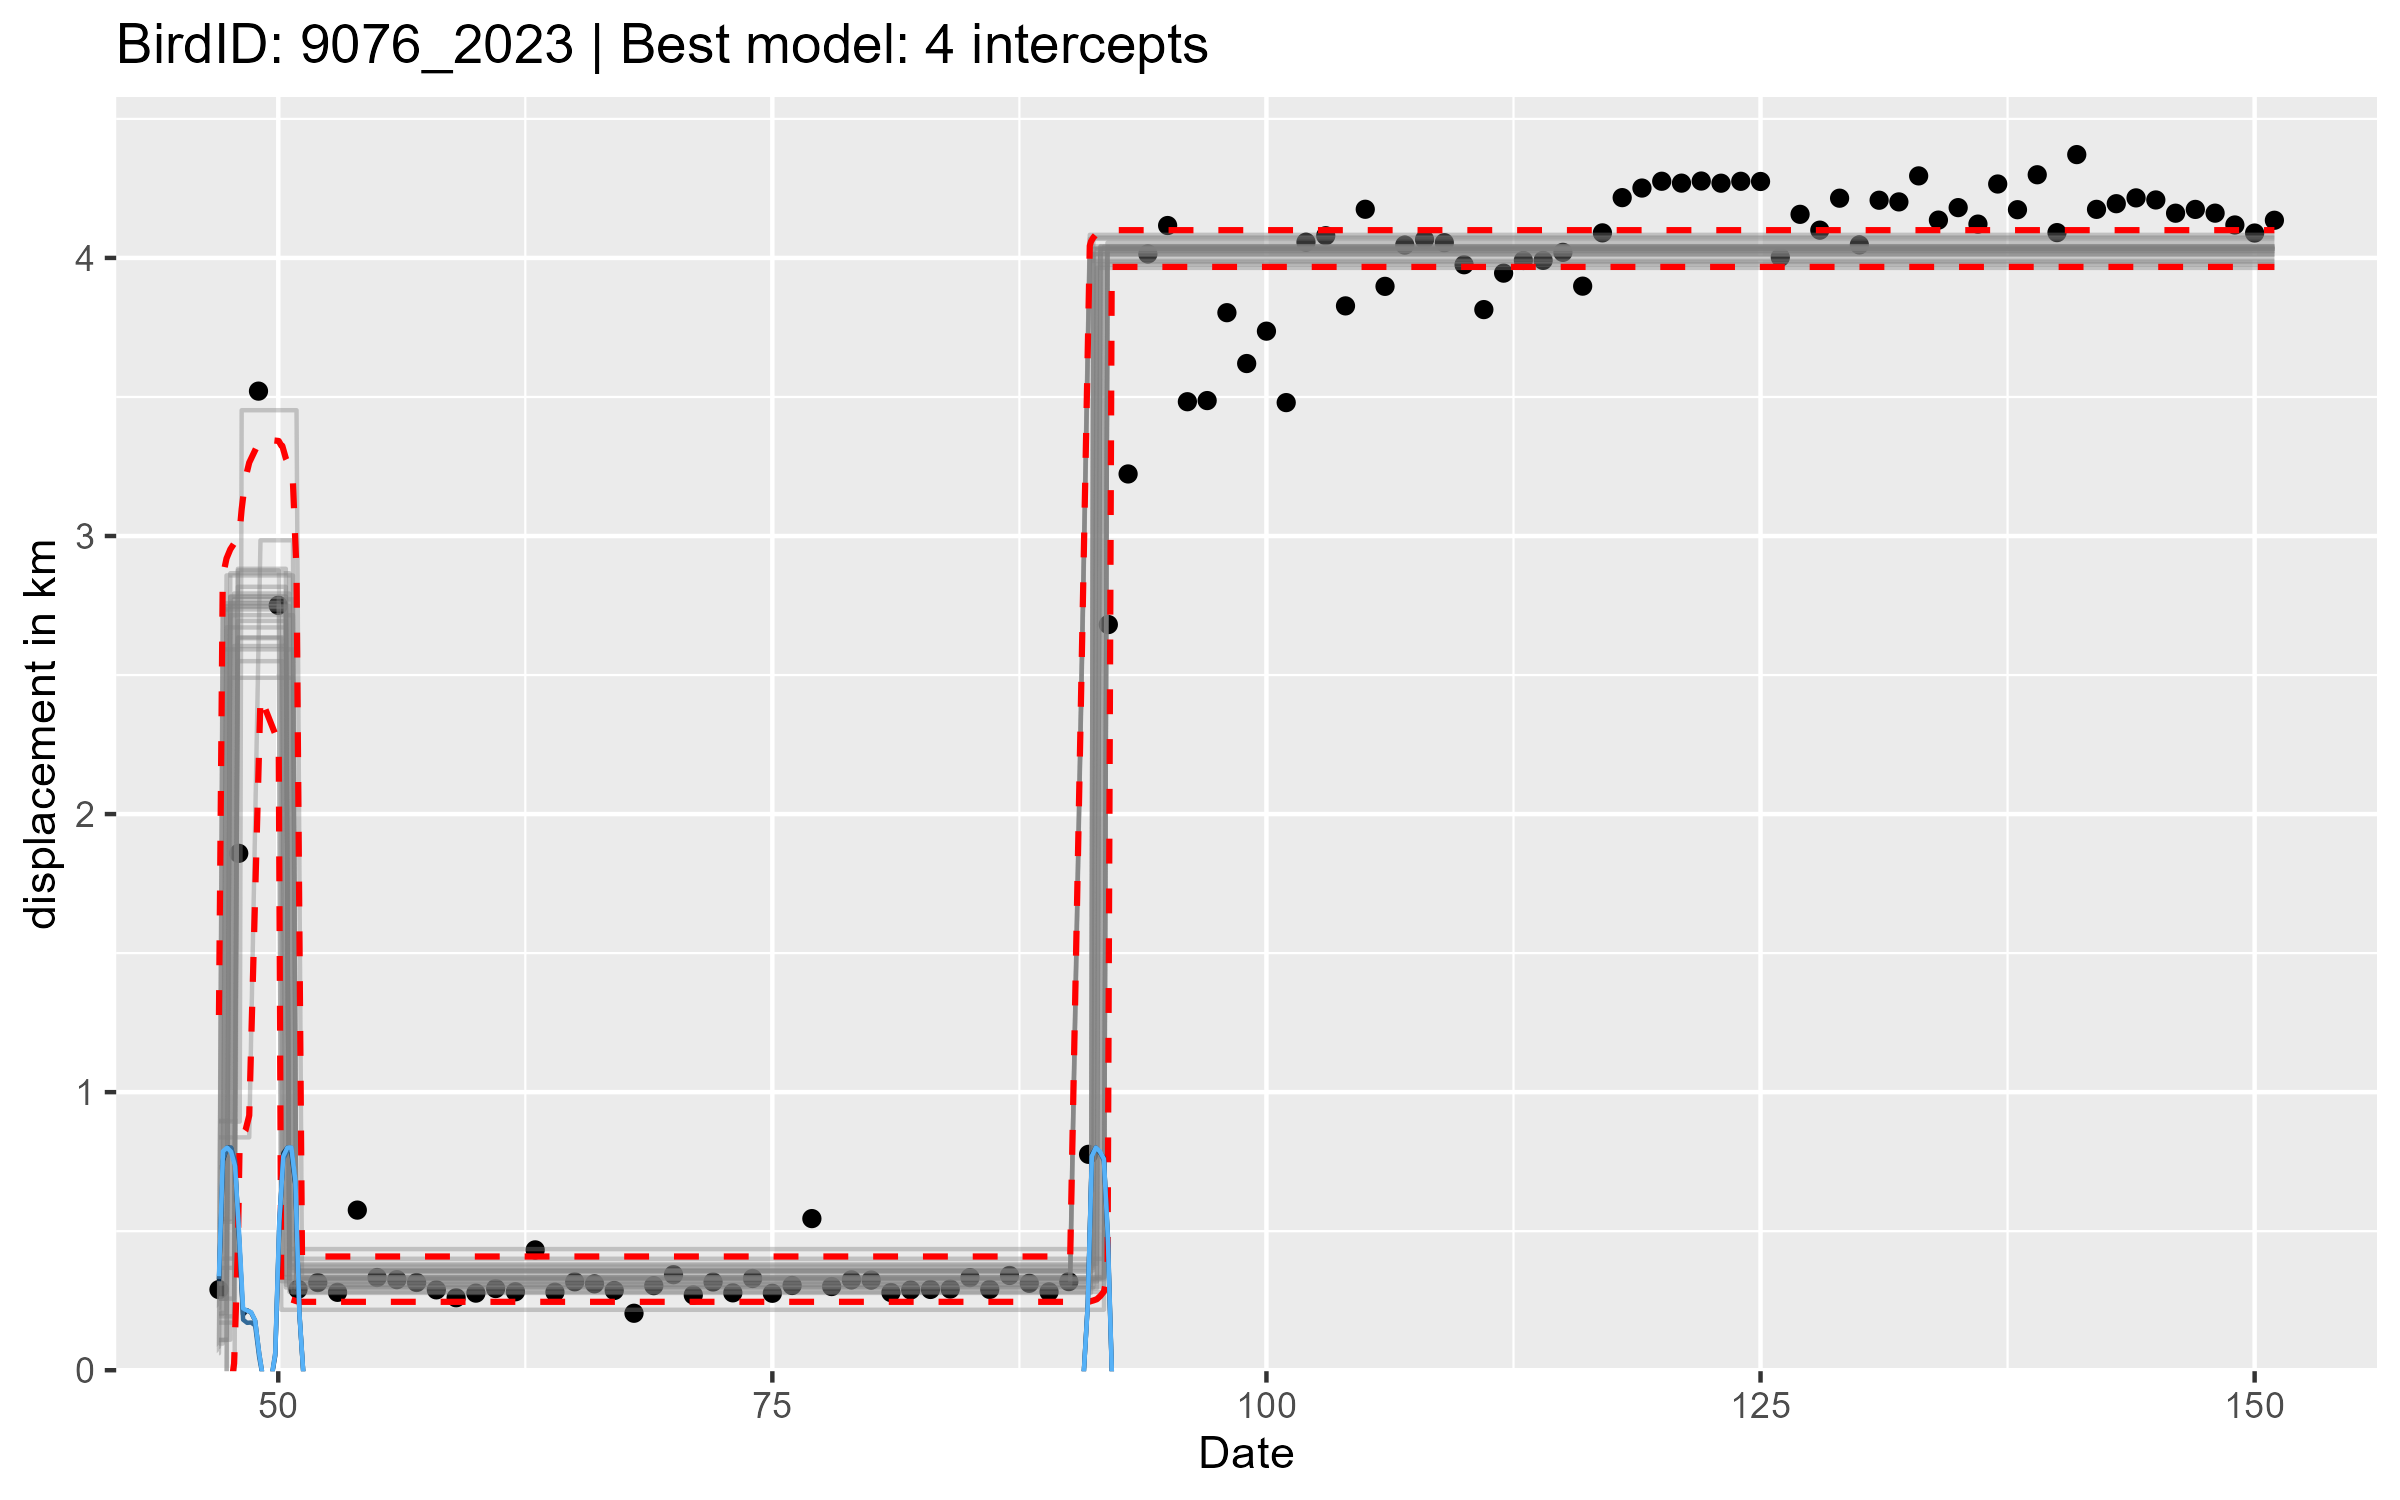 BirdID: 9076_2023 | Best model: 4 intercepts
displacement in km
4
3
2
1
0
50 75 100 125 150
Date